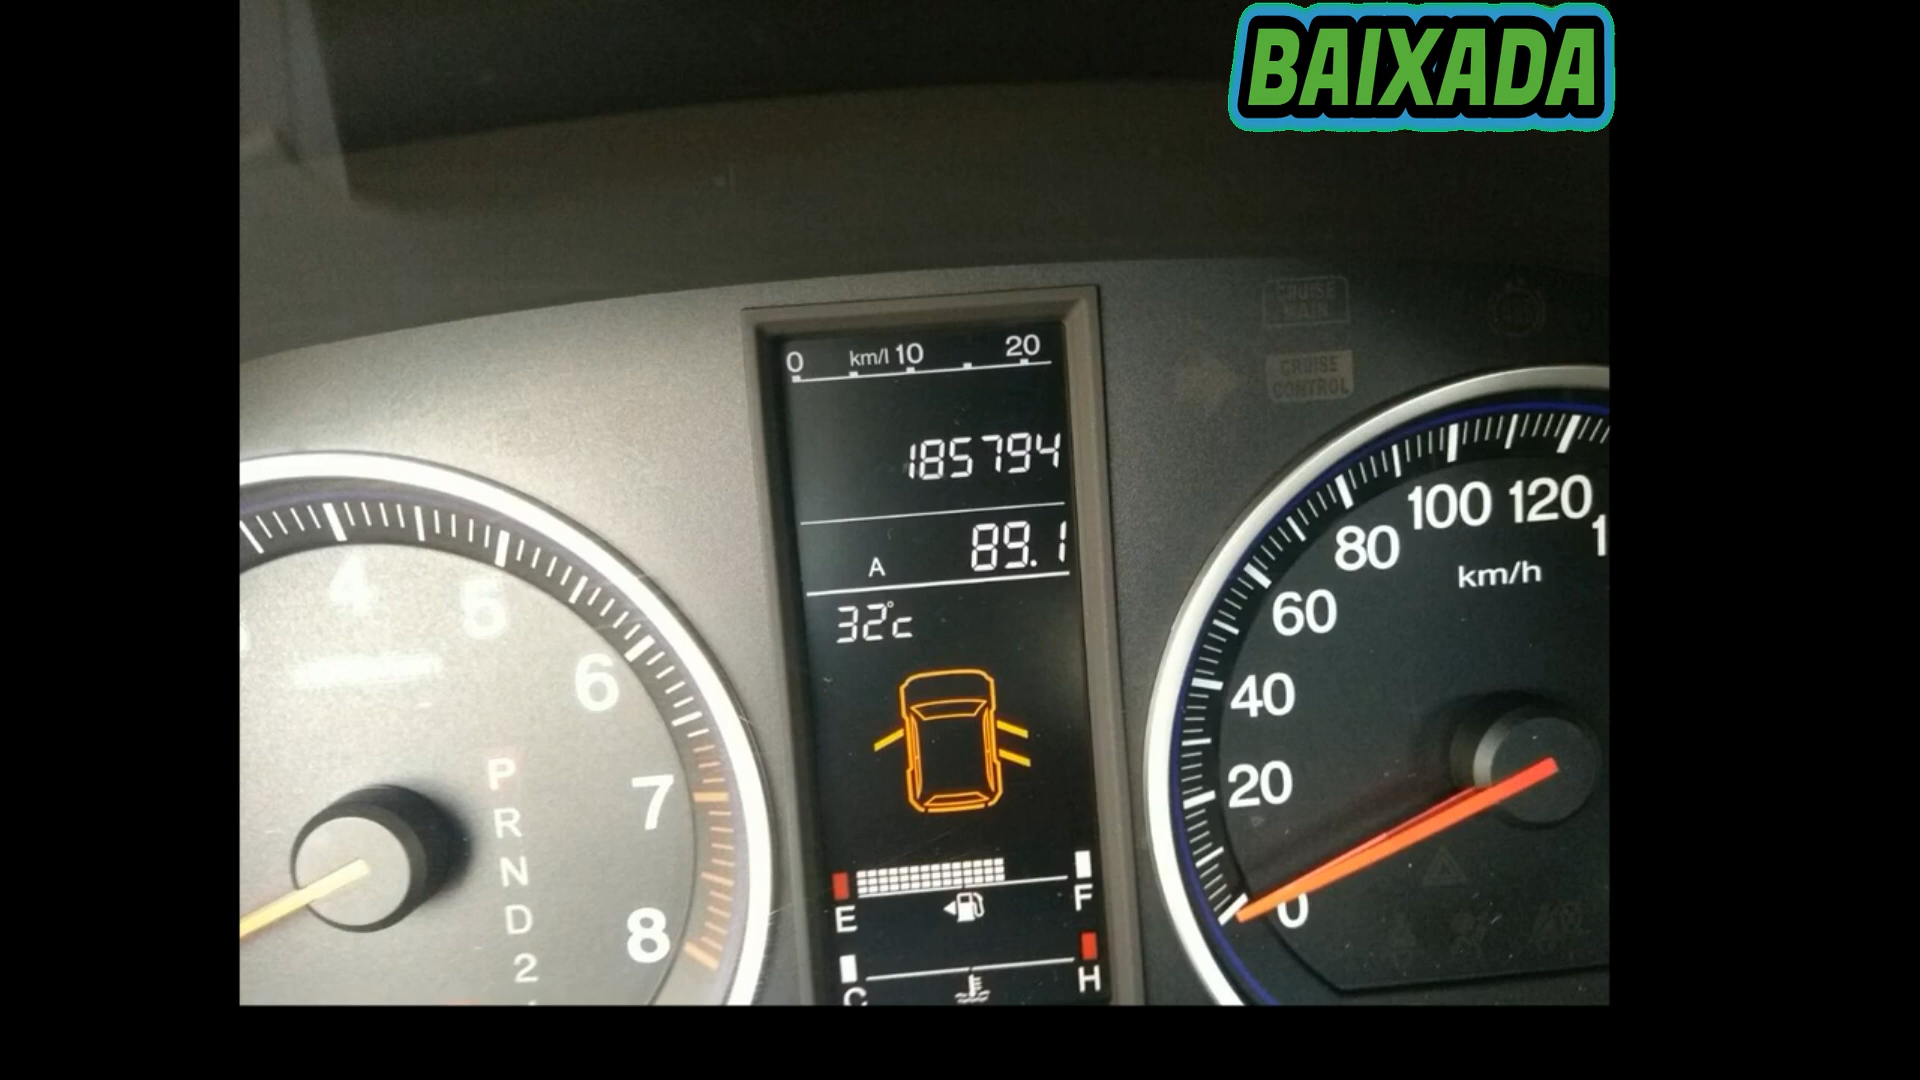 BAIXADA
CRUISE
MAIN
0 km/l 10 20
CRUISE
CONTROL
185794
A 89.1
32°c
4 5 6 7 8
P
R
N
D
2
E F
C H
0 20 40 60 80 100 120
km/h